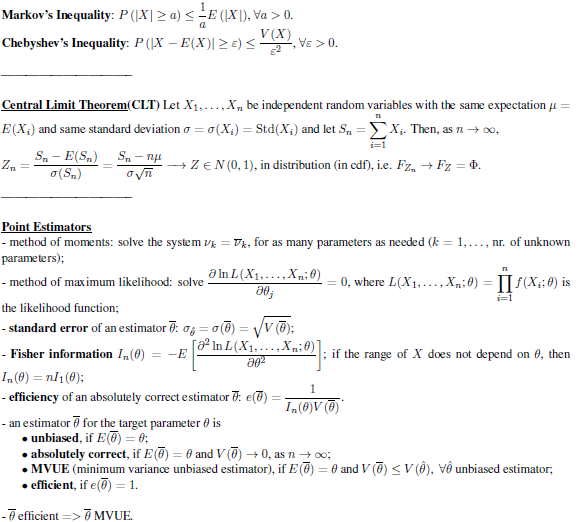 Markov's Inequality: P(|X| ≥ a) ≤ 1/a E(|X|), ∀a > 0.
Chebyshev's Inequality: P(|X − E(X)| ≥ ε) ≤ V(X)/ε², ∀ε > 0.
Central Limit Theorem(CLT) Let X₁, . . . , Xₙ be independent random variables with the same expectation μ =
E(Xᵢ) and same standard deviation σ = σ(Xᵢ) = Std(Xᵢ) and let Sₙ = ∑ᵢ₌₁ⁿ Xᵢ. Then, as n → ∞,
Zₙ = (Sₙ − E(Sₙ))/σ(Sₙ) = (Sₙ − nμ)/(σ√n) ⟶ Z ∈ N(0, 1), in distribution (in cdf), i.e. F_{Zₙ} → F_Z = Φ.
Point Estimators
- method of moments: solve the system νₖ = ν̅ₖ, for as many parameters as needed (k = 1, . . . , nr. of unknown
parameters);
- method of maximum likelihood: solve ∂ ln L(X₁, . . . , Xₙ; θ)/∂θⱼ = 0, where L(X₁, . . . , Xₙ; θ) = ∏ᵢ₌₁ⁿ f(Xᵢ; θ) is
the likelihood function;
- standard error of an estimator θ̅: σ_θ̂ = σ(θ̅) = √V(θ̅);
- Fisher information Iₙ(θ) = −E [∂² ln L(X₁, . . . , Xₙ; θ)/∂θ²]; if the range of X does not depend on θ, then
Iₙ(θ) = nI₁(θ);
- efficiency of an absolutely correct estimator θ̅: e(θ̅) = 1/(Iₙ(θ)V(θ̅)).
- an estimator θ̅ for the target parameter θ is
• unbiased, if E(θ̅) = θ;
• absolutely correct, if E(θ̅) = θ and V(θ̅) → 0, as n → ∞;
• MVUE (minimum variance unbiased estimator), if E(θ̅) = θ and V(θ̅) ≤ V(θ̂), ∀θ̂ unbiased estimator;
• efficient, if e(θ̅) = 1.
- θ̅ efficient => θ̅ MVUE.